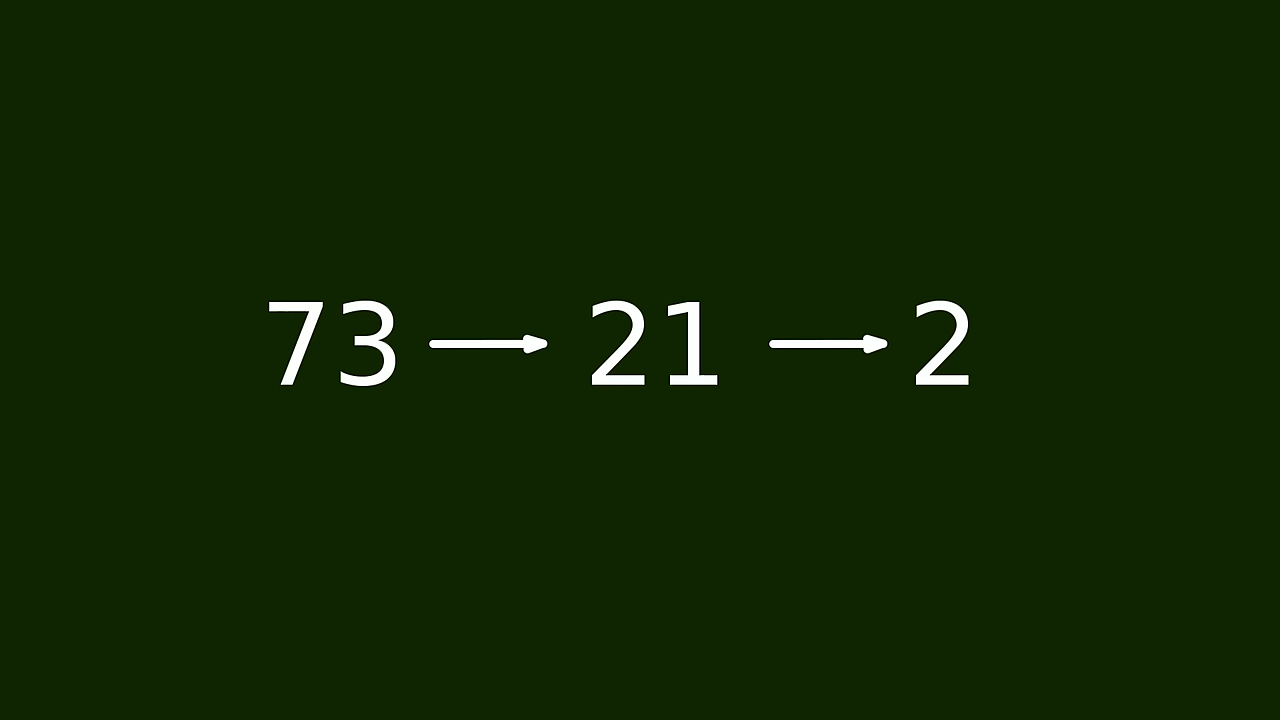 73 → 21 → 2